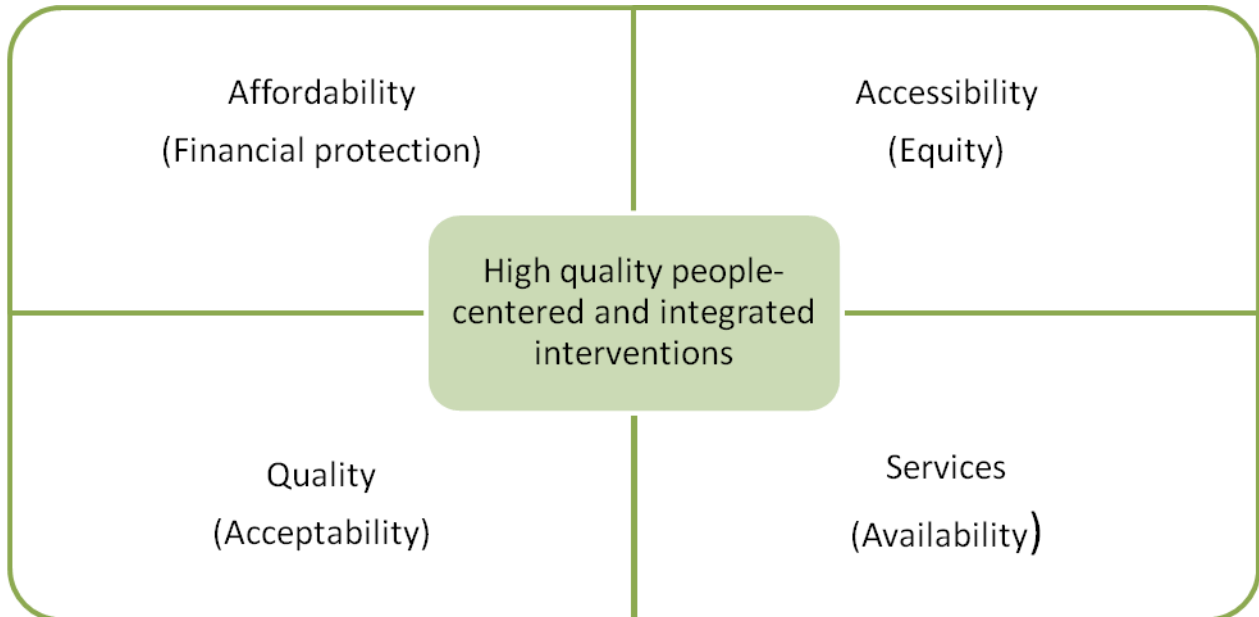 Affordability
(Financial protection)
Accessibility
(Equity)
High quality people-
centered and integrated
interventions
Quality
(Acceptability)
Services
(Availability)